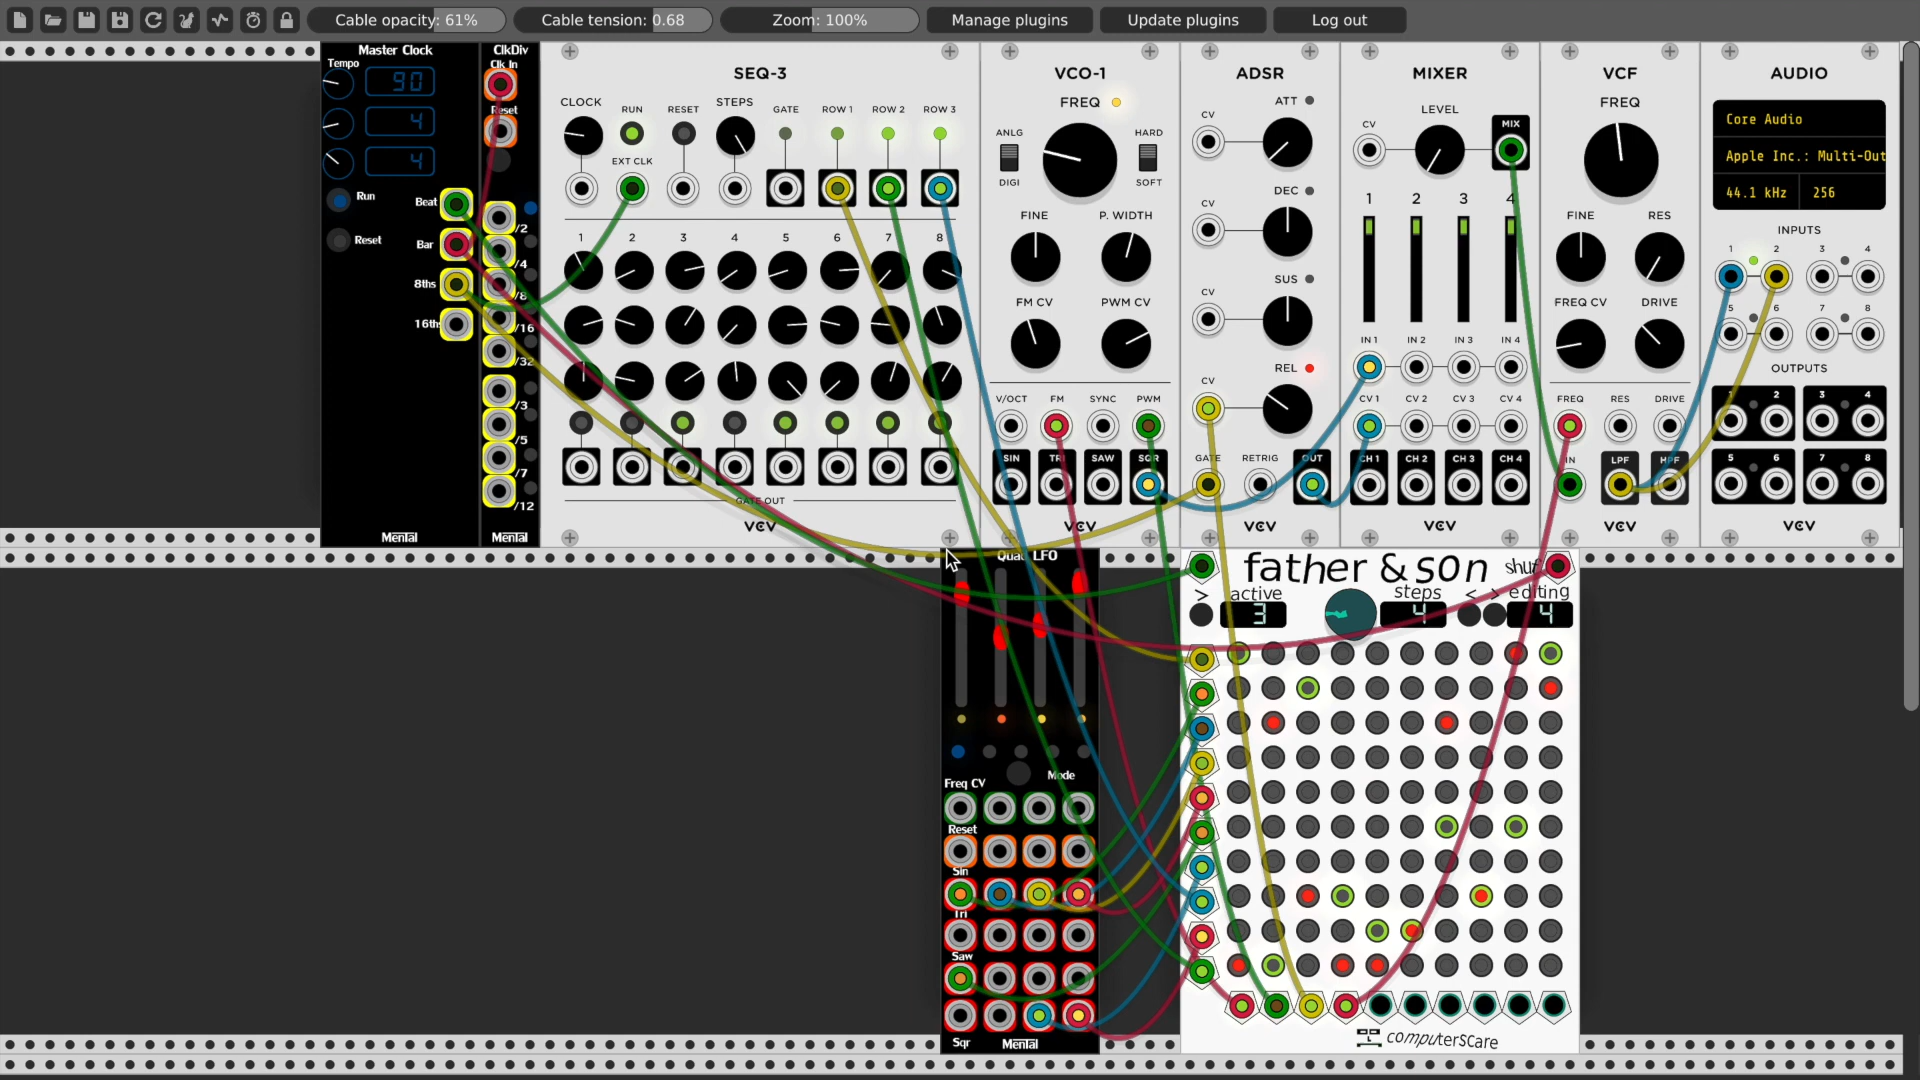 Cable opacity: 61%
Cable tension: 0.68
Zoom: 100%
Manage plugins
Update plugins
Log out
Master Clock
Tempo
90
4
4
Run
Reset
Beat
Bar
8ths
16th
Mental
ClkDiv
Clk In
Reset
/2
/4
/8
/16
/32
/3
/5
/7
/12
Mental
SEQ-3
CLOCK
RUN
RESET
STEPS
GATE
ROW 1
ROW 2
ROW 3
EXT CLK
1 2 3 4 5 6 7 8
GATE OUT
VCV
VCO-1
FREQ
ANLG
DIGI
HARD
SOFT
FINE
P. WIDTH
FM CV
PWM CV
V/OCT
FM
SYNC
PWM
SIN
TRI
SAW
SQR
VCV
ADSR
ATT
CV
DEC
CV
SUS
CV
REL
CV
GATE
RETRIG
OUT
VCV
MIXER
LEVEL
CV
MIX
1 2 3 4
IN 1 IN 2 IN 3 IN 4
CV 1 CV 2 CV 3 CV 4
CH 1 CH 2 CH 3 CH 4
VCV
VCF
FREQ
FINE
RES
FREQ CV
DRIVE
FREQ
RES
DRIVE
IN
LPF
HPF
VCV
AUDIO
Core Audio
Apple Inc.: Multi-Out
44.1 kHz
256
INPUTS
1 2 3 4
5 6 7 8
OUTPUTS
1 2 3 4
5 6 7 8
VCV
Quad LFO
Mode
Freq CV
Reset
Sin
Tri
Saw
Sqr
Mental
father & son
shuf
> active
steps
< > editing
3
4
4
computerscare